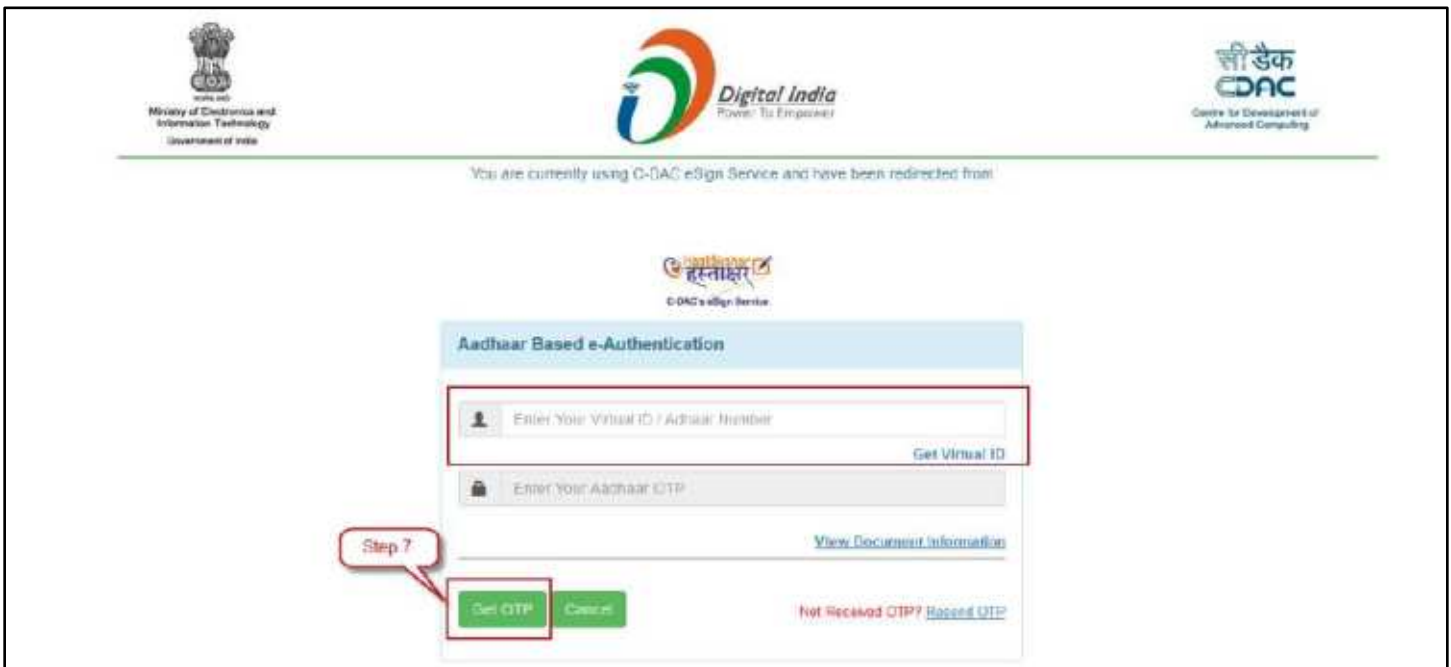 Ministry of Electronics and
Information Technology
Government of India
Digital India
Power To Empower
सी डैक
CDAC
Centre for Development of
Advanced Computing
You are currently using C-DAC eSign Service and have been redirected from
हस्ताक्षर
C-DAC's eSign Service
Aadhaar Based e-Authentication
Enter Your Virtual ID / Adhaar Number
Get Virtual ID
Enter Your Aadhaar OTP
View Document Information
Step 7
Get OTP
Cancel
Not Received OTP? Resend OTP